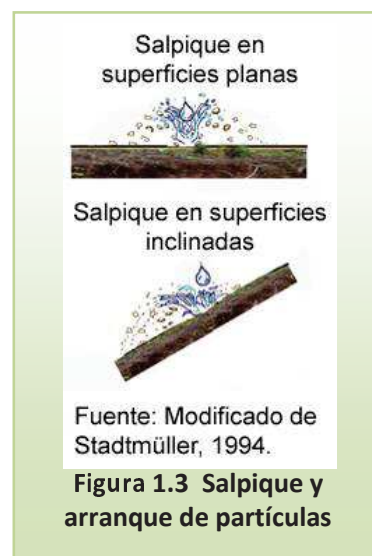 Salpique en
superficies planas
Salpique en superficies
inclinadas
Fuente: Modificado de
Stadtmüller, 1994.
Figura 1.3 Salpique y
arranque de partículas